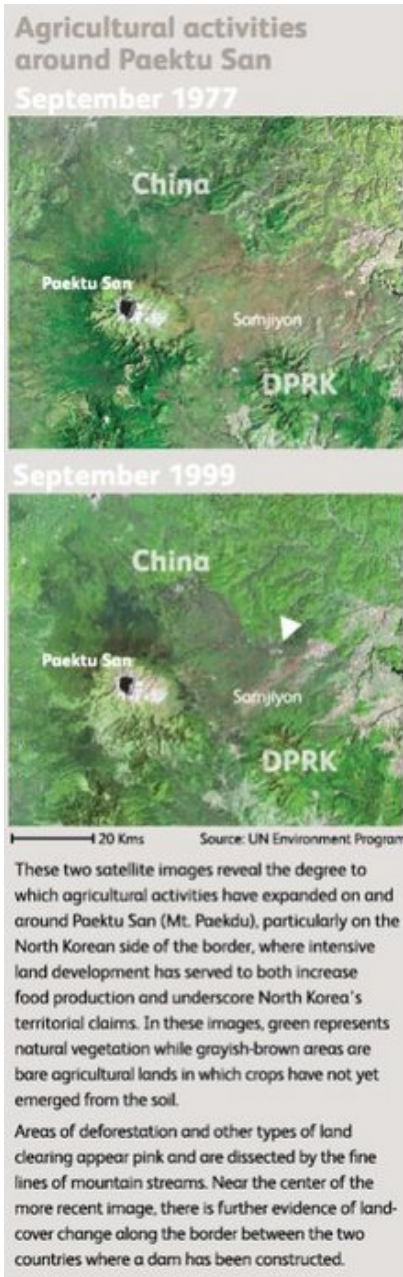 Agricultural activities
around Paektu San
September 1977
China
Paektu San
Samjiyon
DPRK
September 1999
China
Paektu San
Samjiyon
DPRK
20 Kms
Source: UN Environment Program
These two satellite images reveal the degree to
which agricultural activities have expanded on and
around Paektu San (Mt. Paekdu), particularly on the
North Korean side of the border, where intensive
land development has served to both increase
food production and underscore North Korea's
territorial claims. In these images, green represents
natural vegetation while grayish-brown areas are
bare agricultural lands in which crops have not yet
emerged from the soil.
Areas of deforestation and other types of land
clearing appear pink and are dissected by the fine
lines of mountain streams. Near the center of the
more recent image, there is further evidence of land-
cover change along the border between the two
countries where a dam has been constructed.